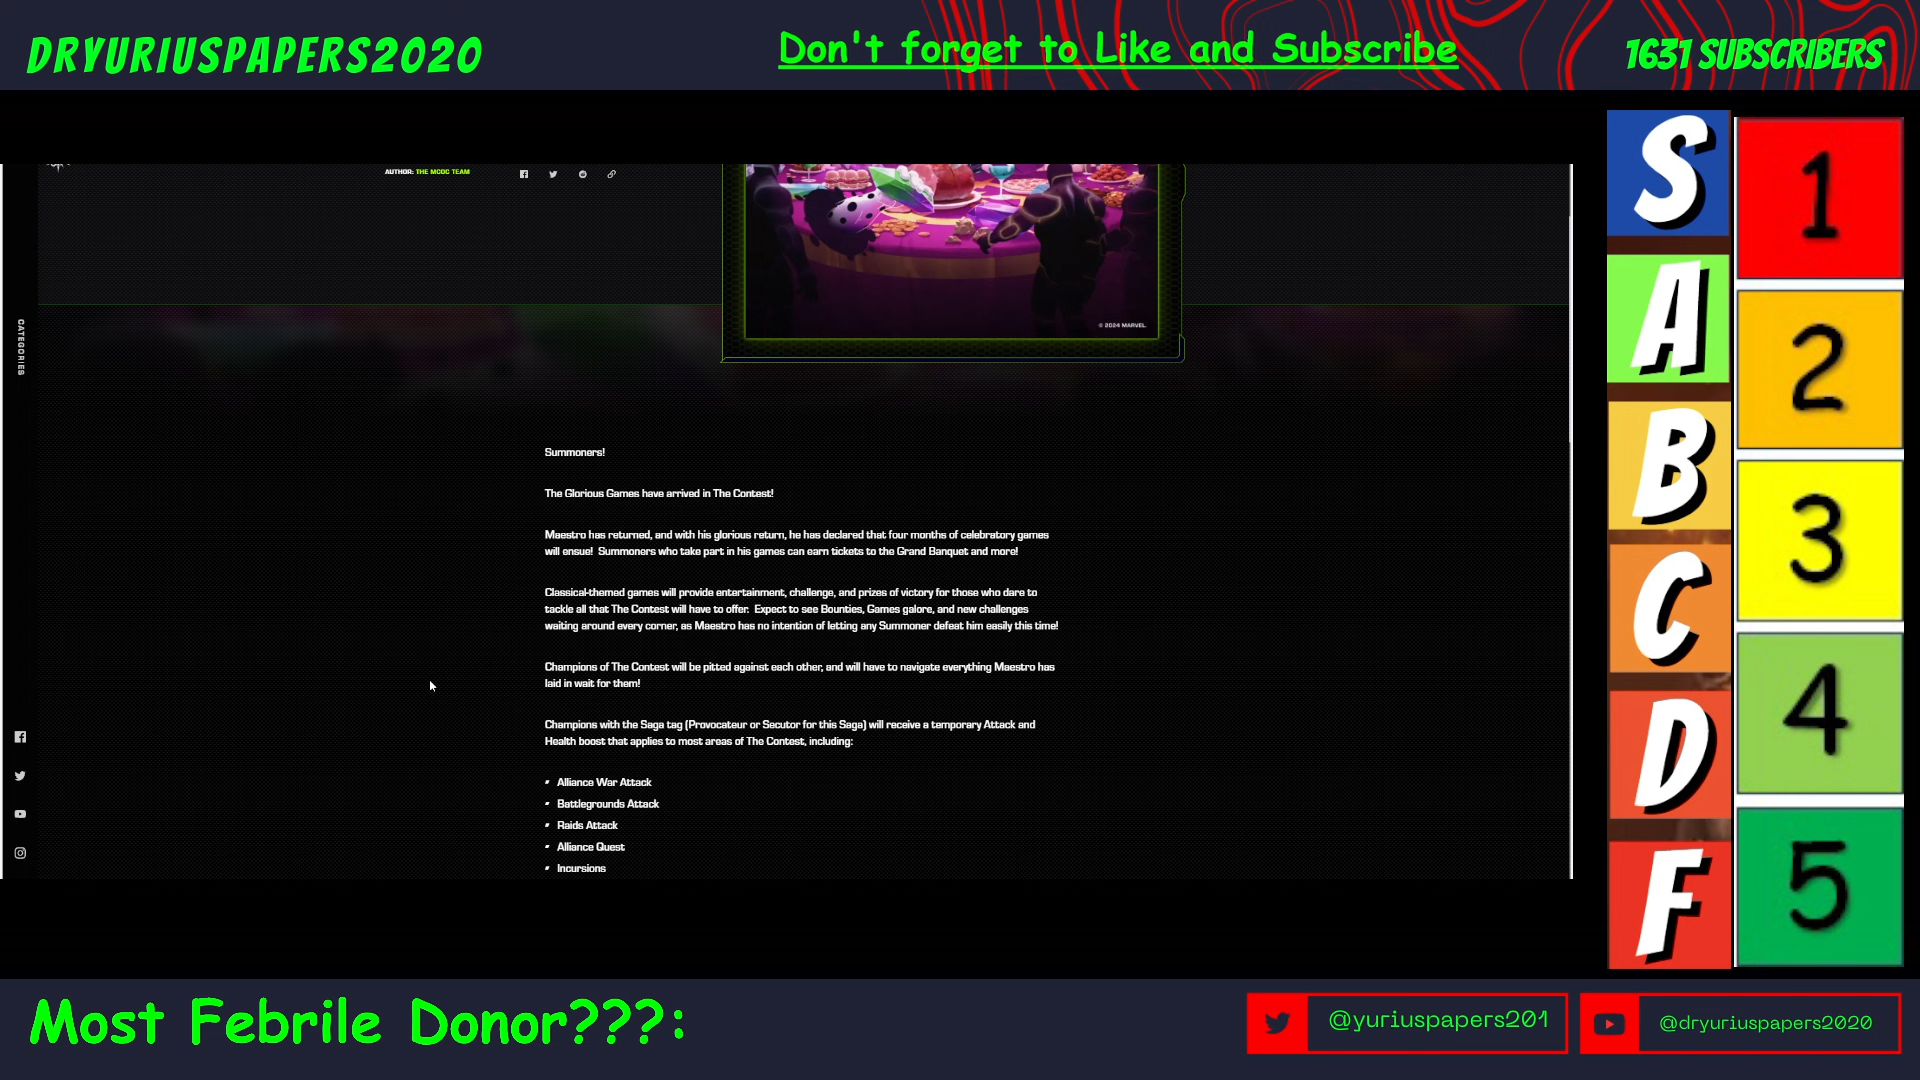 DRYURIUSPAPERS2020
Don't forget to Like and Subscribe
1631 SUBSCRIBERS
AUTHOR: THE MCOC TEAM
© 2024 MARVEL
CATEGORIES
Summoners!
The Glorious Games have arrived in The Contest!
Maestro has returned, and with his glorious return, he has declared that four months of celebratory games
will ensue! Summoners who take part in his games can earn tickets to the Grand Banquet and more!
Classical-themed games will provide entertainment, challenge, and prizes of victory for those who dare to
tackle all that The Contest will have to offer. Expect to see Bounties, Games galore, and new challenges
waiting around every corner, as Maestro has no intention of letting any Summoner defeat him easily this time!
Champions of The Contest will be pitted against each other, and will have to navigate everything Maestro has
laid in wait for them!
Champions with the Saga tag (Provocateur or Secutor for this Saga) will receive a temporary Attack and
Health boost that applies to most areas of The Contest, including:
• Alliance War Attack
• Battlegrounds Attack
• Raids Attack
• Alliance Quest
• Incursions
S
A
B
C
D
F
1
2
3
4
5
Most Febrile Donor???:
@yuriuspapers201
@dryuriuspapers2020